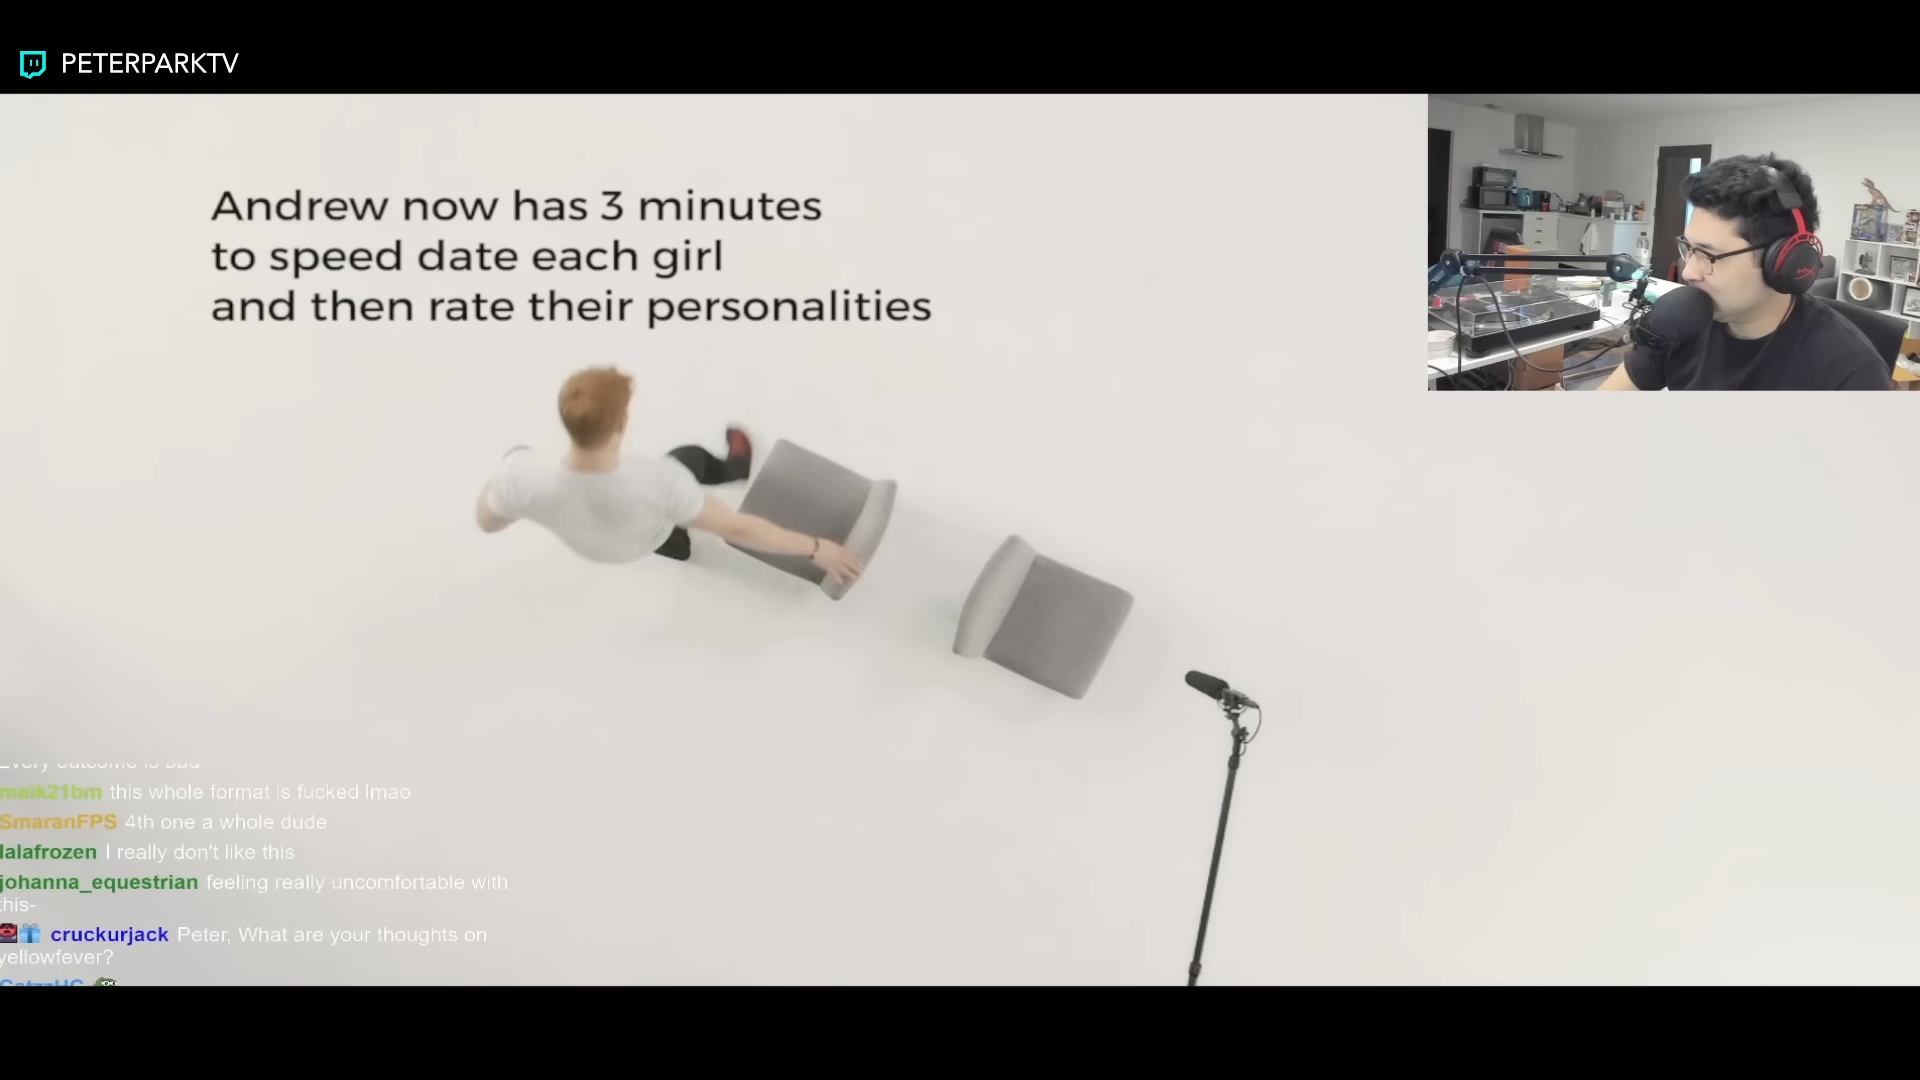 PETERPARKTV
Andrew now has 3 minutes
to speed date each girl
and then rate their personalities
maik21bm this whole format is fucked lmao
SmaranFPS 4th one a whole dude
lalafrozen I really don't like this
johanna_equestrian feeling really uncomfortable with
this-
cruckurjack Peter, What are your thoughts on
yellowfever?